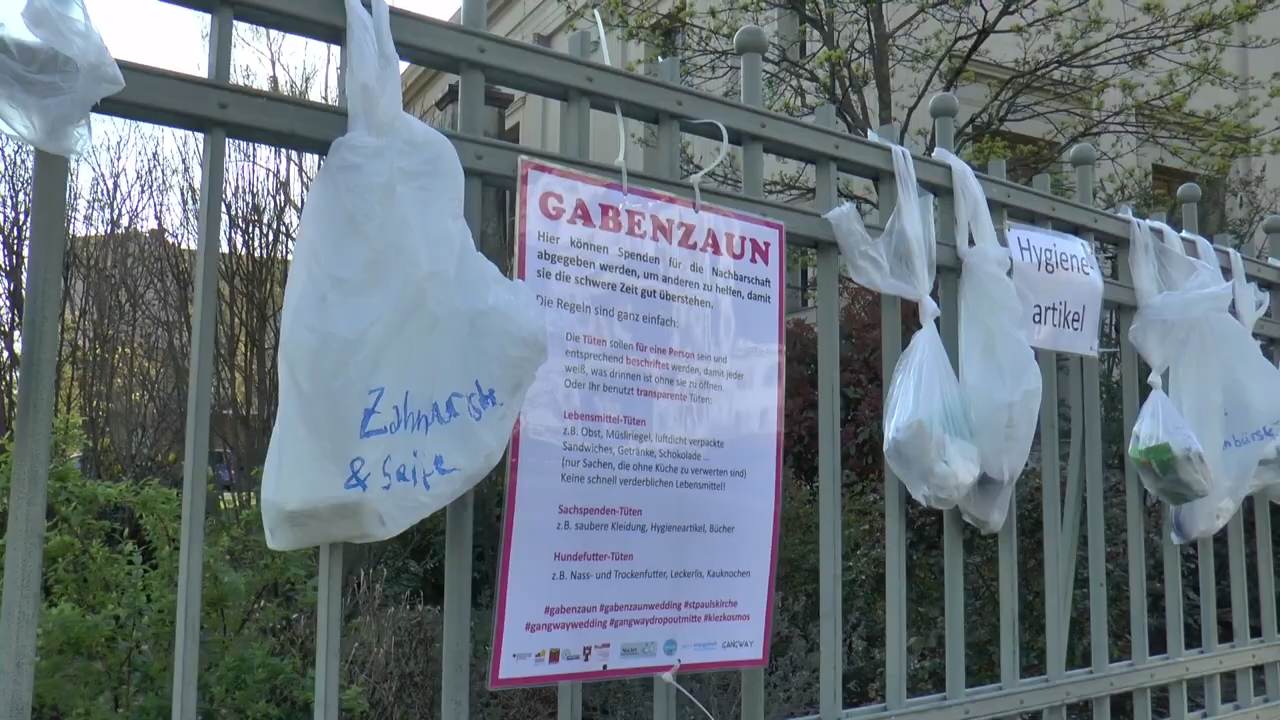 GABENZAUN
Hier können Spenden für die Nachbarschaft
abgegeben werden, um anderen zu helfen, damit
sie die schwere Zeit gut überstehen.
Die Regeln sind ganz einfach:
Die Tüten sollen für eine Person sein und
entsprechend beschriftet werden, damit jeder
weiß, was drinnen ist ohne sie zu öffnen.
Oder Ihr benutzt transparente Tüten:
Lebensmittel-Tüten
z.B. Obst, Müsliriegel, luftdicht verpackte
Sandwiches, Getränke, Schokolade ...
(nur Sachen, die ohne Küche zu verwerten sind)
Keine schnell verderblichen Lebensmittel!
Sachspenden-Tüten
z.B. saubere Kleidung, Hygieneartikel, Bücher
Hundefutter-Tüten
z.B. Nass- und Trockenfutter, Leckerlis, Kauknochen
#gabenzaun #gabenzaunwedding #stpaulskirche
#gangwaywedding #gangwaydropoutmitte #kiezkosmos
GANGWAY
& Seife
Hygiene-
artikel